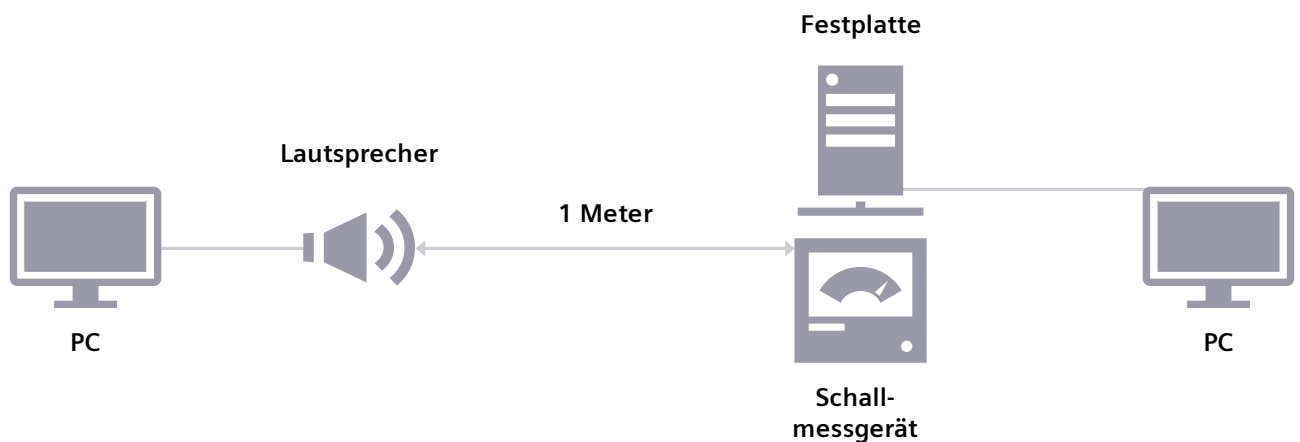 Festplatte
Lautsprecher
1 Meter
PC
PC
Schall-
messgerät